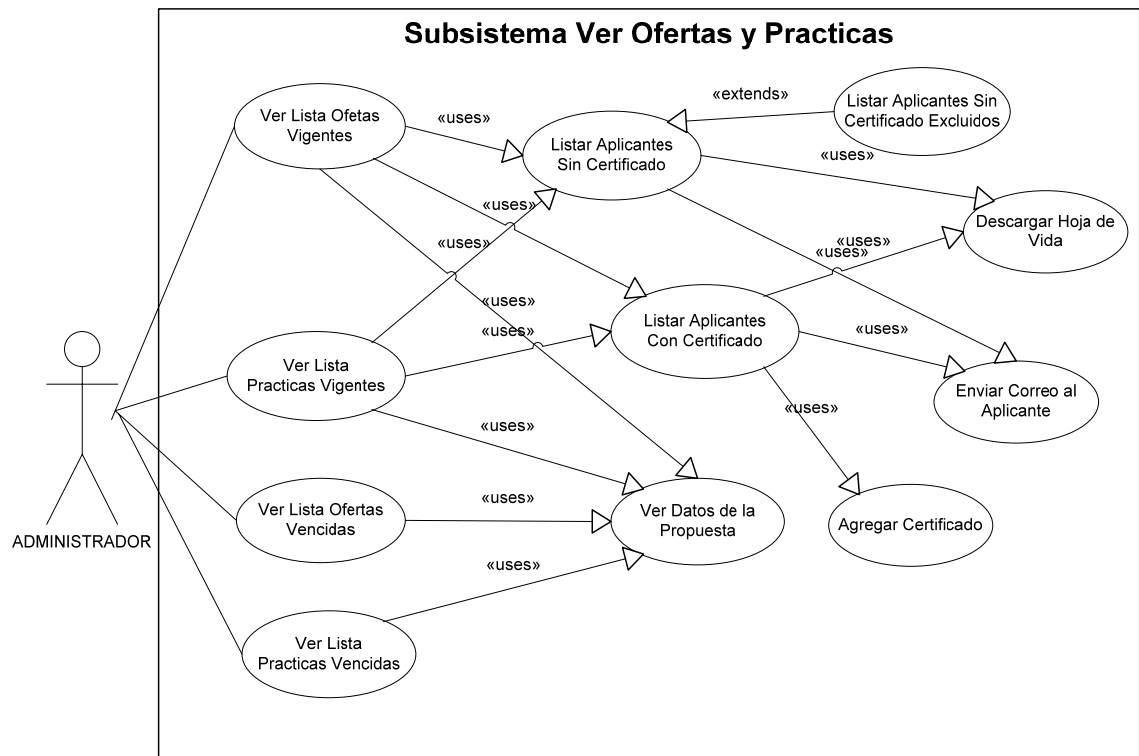 Subsistema Ver Ofertas y Practicas
Ver Lista Ofetas
Vigentes
«uses»
Listar Aplicantes
Sin Certificado
«extends»
Listar Aplicantes Sin
Certificado Excluidos
«uses»
«uses»
«uses»
Descargar Hoja de
Vida
«uses»
«uses»
«uses»
«uses»
Ver Lista
Practicas Vigentes
Listar Aplicantes
Con Certificado
«uses»
Enviar Correo al
Aplicante
«uses»
«uses»
Ver Lista Ofertas
Vencidas
«uses»
Ver Datos de la
Propuesta
Agregar Certificado
ADMINISTRADOR
«uses»
Ver Lista
Practicas Vencidas